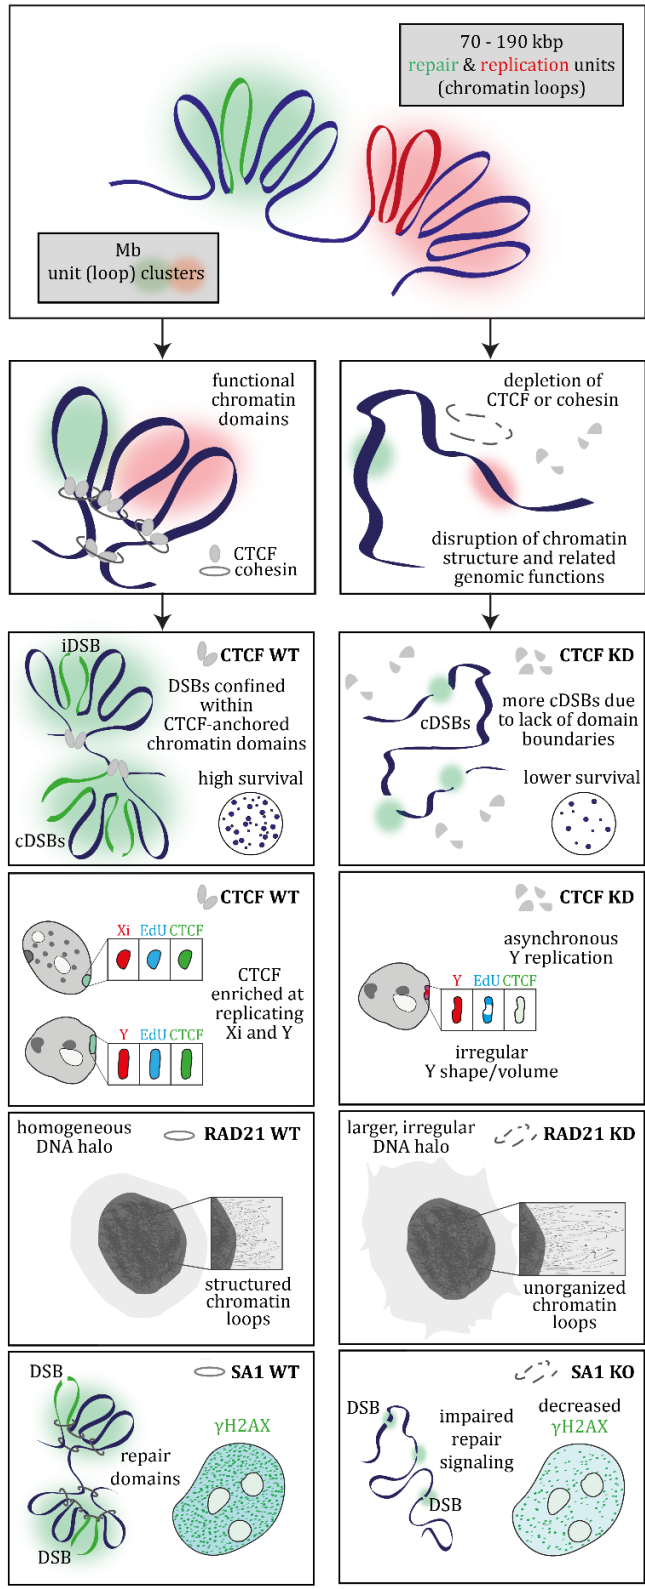 70 - 190 kbp
repair & replication units
(chromatin loops)
Mb
unit (loop) clusters
functional
chromatin
domains
CTCF
cohesin
depletion of
CTCF or cohesin
disruption of chromatin
structure and related
genomic functions
iDSB
CTCF WT
DSBs confined
within
CTCF-anchored
chromatin domains
high survival
cDSBs
CTCF KD
cDSBs
more cDSBs due
to lack of domain
boundaries
lower survival
CTCF WT
Xi EdU CTCF
CTCF
enriched at
replicating
Xi and Y
Y EdU CTCF
CTCF KD
asynchronous
Y replication
Y EdU CTCF
irregular
Y shape/volume
homogeneous
DNA halo
RAD21 WT
structured
chromatin
loops
larger, irregular
DNA halo
RAD21 KD
unorganized
chromatin
loops
DSB
SA1 WT
γH2AX
repair
domains
DSB
SA1 KO
DSB
impaired
repair
signaling
decreased
γH2AX
DSB